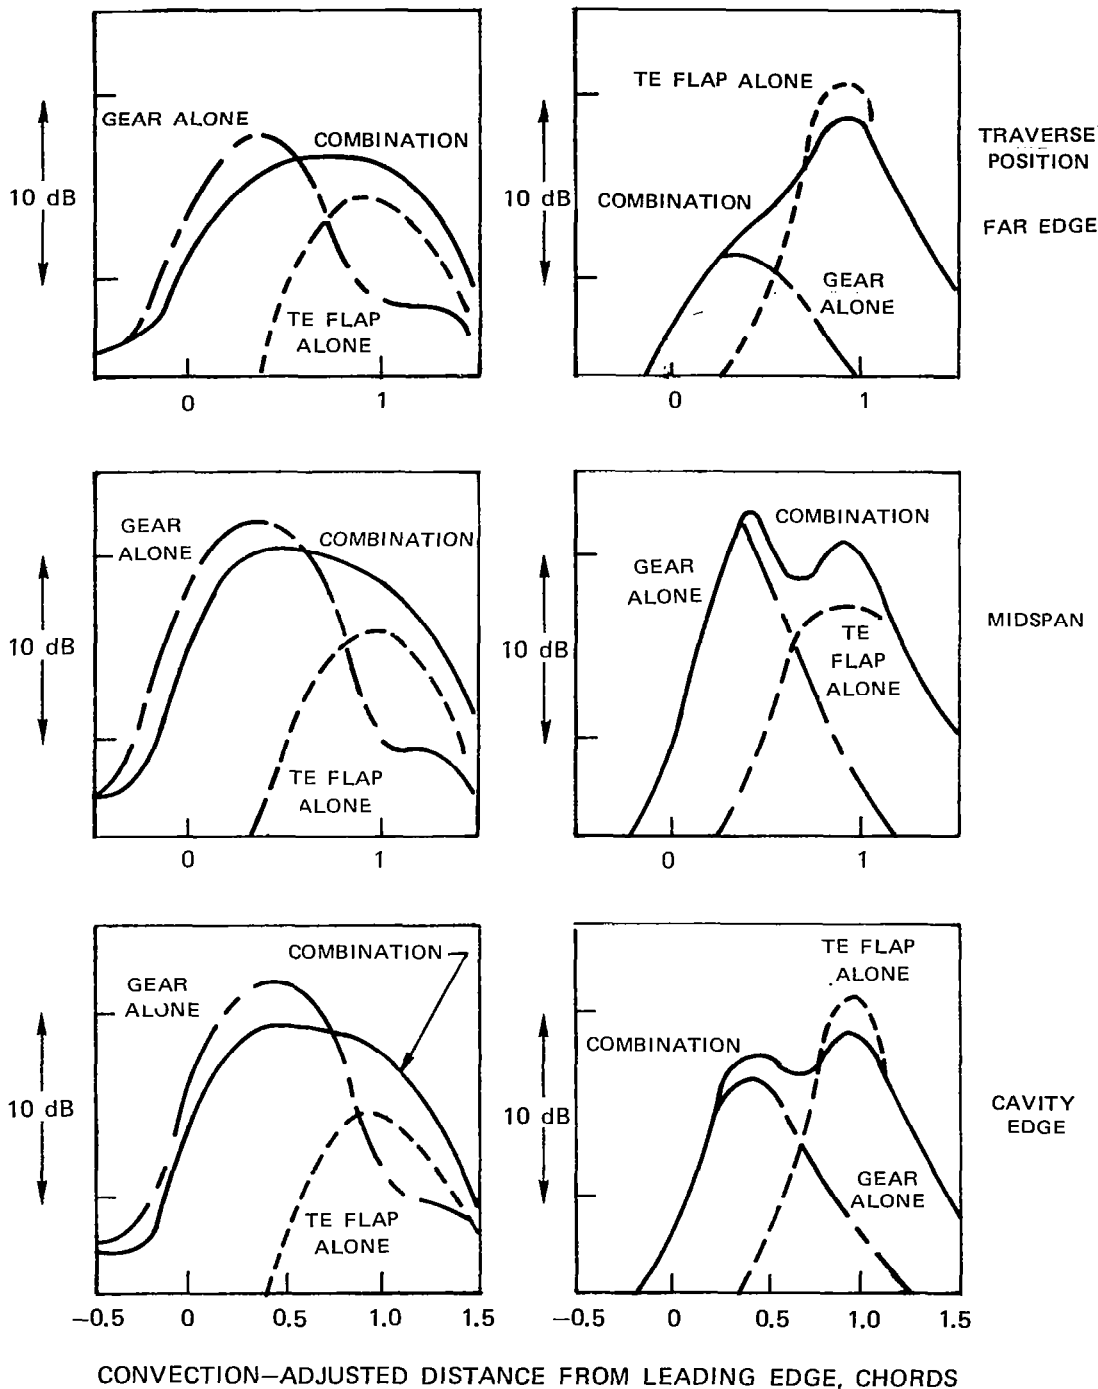 GEAR ALONE
COMBINATION
10 dB
TE FLAP
ALONE
0
1
TE FLAP ALONE
10 dB
COMBINATION
GEAR
ALONE
0
1
TRAVERSE
POSITION
FAR EDGE
GEAR
ALONE
COMBINATION
10 dB
TE FLAP
ALONE
0
1
COMBINATION
GEAR
ALONE
10 dB
TE
FLAP
ALONE
0
1
MIDSPAN
COMBINATION
GEAR
ALONE
10 dB
TE FLAP
ALONE
-0.5
0
0.5
1.0
1.5
TE FLAP
ALONE
COMBINATION
10 dB
GEAR
ALONE
-0.5
0
0.5
1.0
1.5
CAVITY
EDGE
CONVECTION-ADJUSTED DISTANCE FROM LEADING EDGE, CHORDS